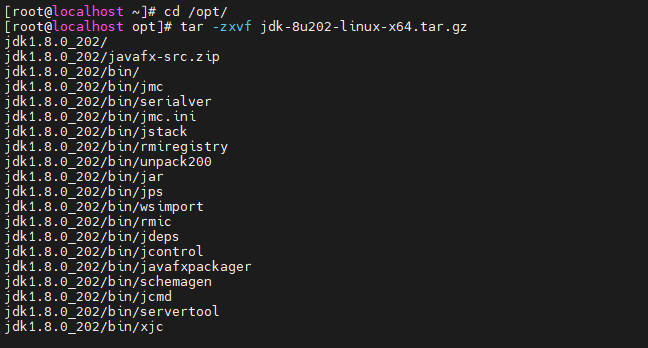 [root@localhost ~]# cd /opt/
[root@localhost opt]# tar -zxvf jdk-8u202-linux-x64.tar.gz
jdk1.8.0_202/
jdk1.8.0_202/javafx-src.zip
jdk1.8.0_202/bin/
jdk1.8.0_202/bin/jmc
jdk1.8.0_202/bin/serialver
jdk1.8.0_202/bin/jmc.ini
jdk1.8.0_202/bin/jstack
jdk1.8.0_202/bin/rmiregistry
jdk1.8.0_202/bin/unpack200
jdk1.8.0_202/bin/jar
jdk1.8.0_202/bin/jps
jdk1.8.0_202/bin/wsimport
jdk1.8.0_202/bin/rmic
jdk1.8.0_202/bin/jdeps
jdk1.8.0_202/bin/jcontrol
jdk1.8.0_202/bin/javafxpackager
jdk1.8.0_202/bin/schemagen
jdk1.8.0_202/bin/jcmd
jdk1.8.0_202/bin/servertool
jdk1.8.0_202/bin/xjc